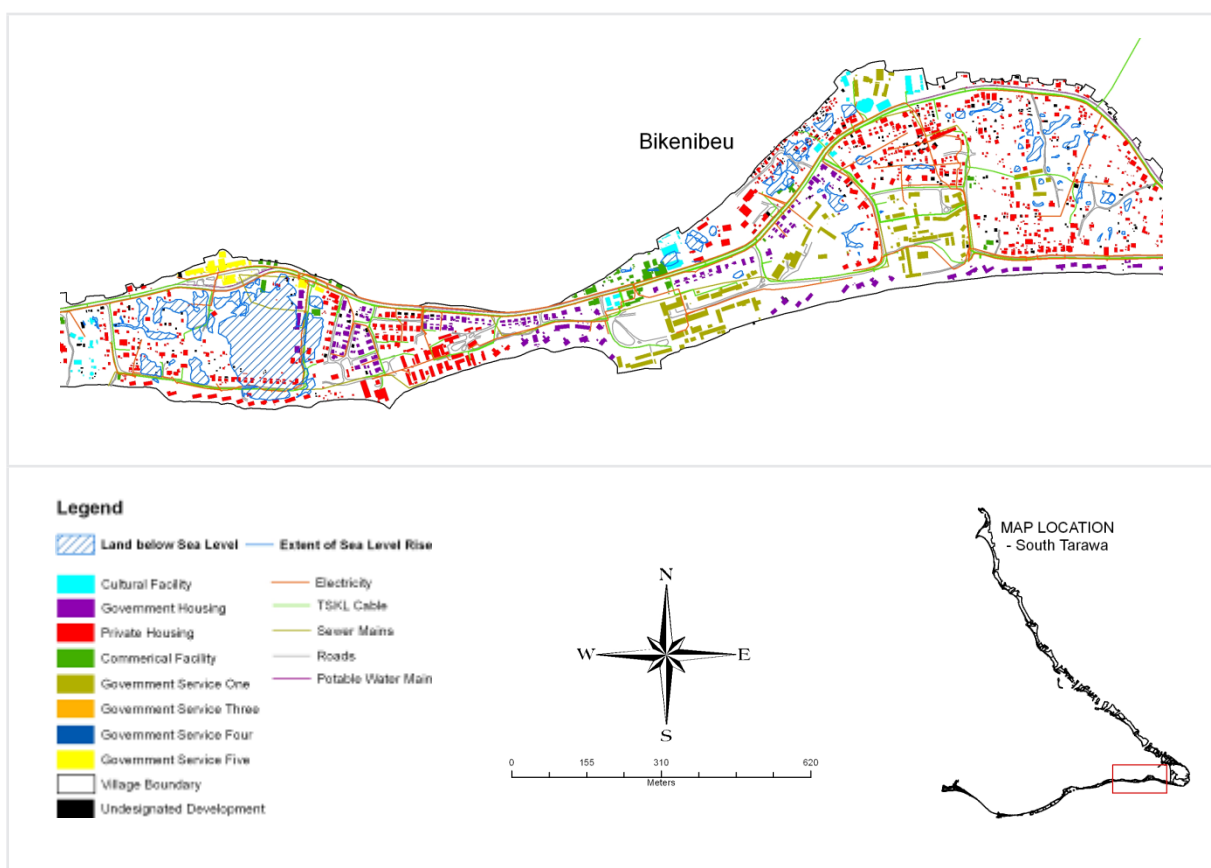 Bikenibeu
Legend
Land below Sea Level
Extent of Sea Level Rise
Cultural Facility
Government Housing
Private Housing
Commerical Facility
Government Service One
Government Service Three
Government Service Four
Government Service Five
Village Boundary
Undesignated Development
Electricity
TSKL Cable
Sewer Mains
Roads
Potable Water Main
N
W E
S
0 155 310 620
Meters
MAP LOCATION
- South Tarawa